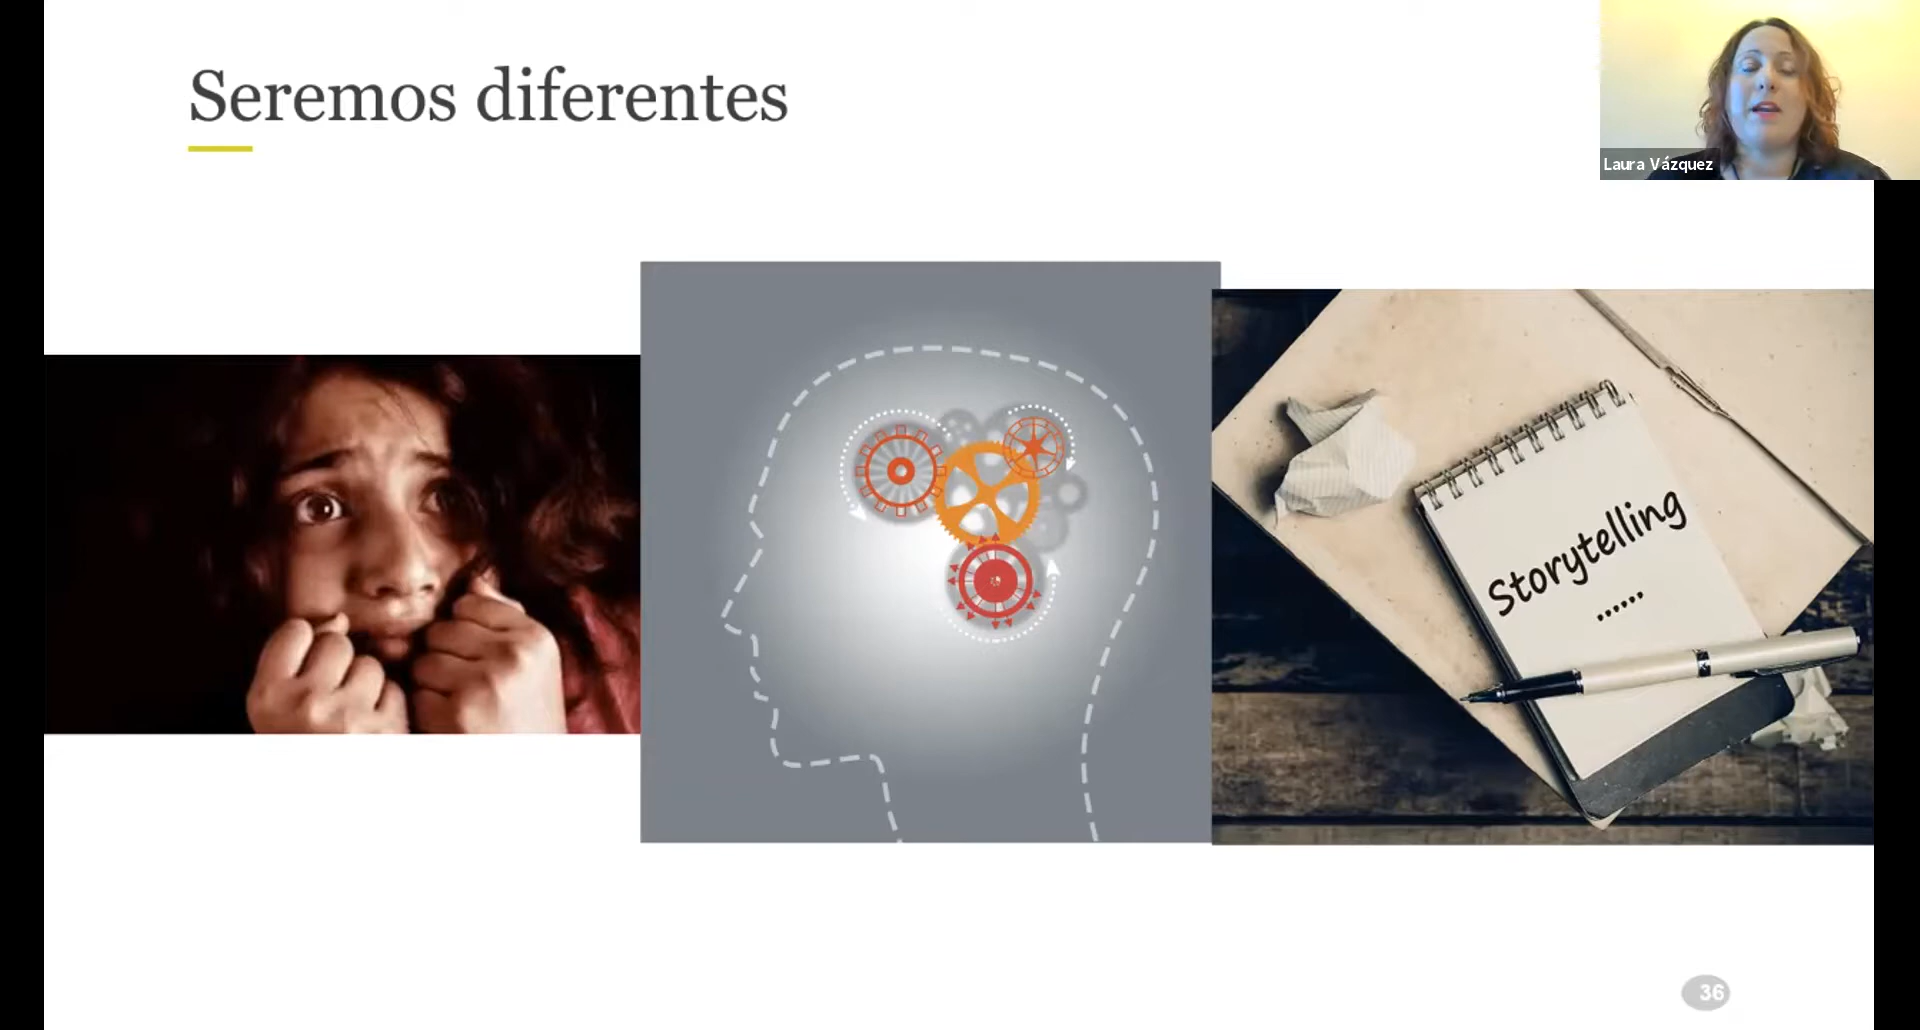 Seremos diferentes
Laura Vázquez
Storytelling
......
36